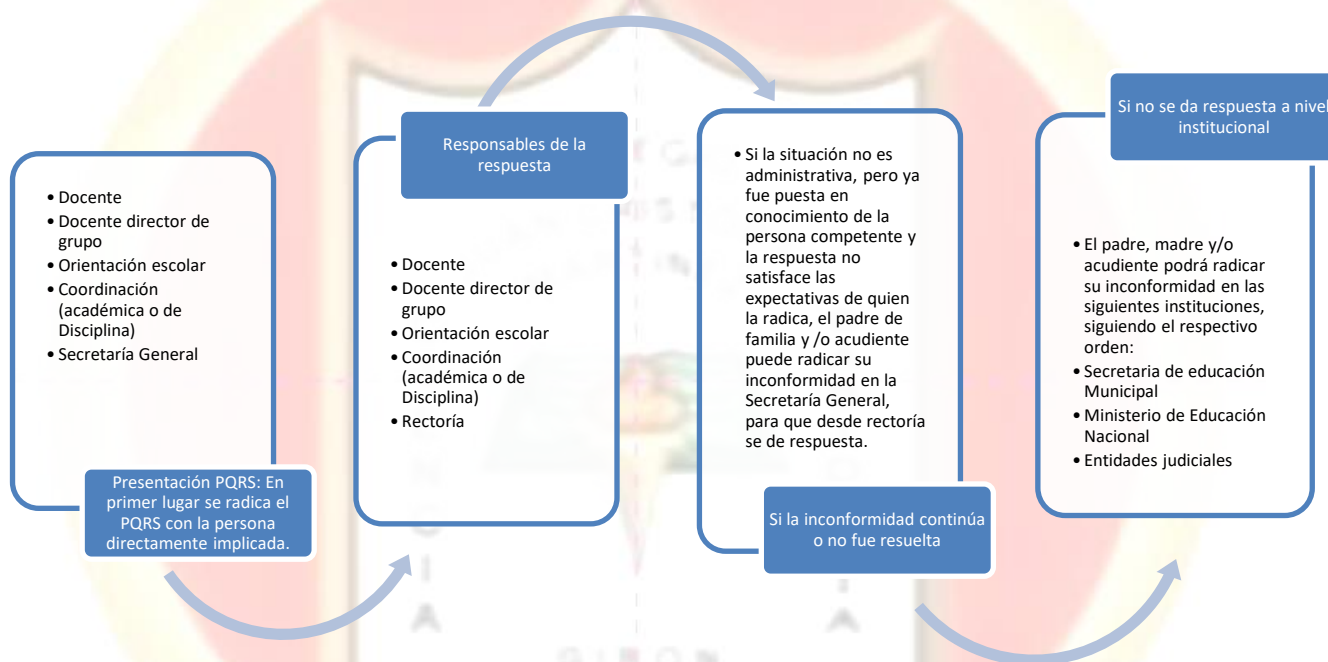 • Docente
• Docente director de
grupo
• Orientación escolar
• Coordinación
(académica o de
Disciplina)
• Secretaría General
Presentación PQRS: En
primer lugar se radica el
PQRS con la persona
directamente implicada.
Responsables de la
respuesta
• Docente
• Docente director de
grupo
• Orientación escolar
• Coordinación
(académica o de
Disciplina)
• Rectoría
• Si la situación no es
administrativa, pero ya
fue puesta en
conocimiento de la
persona competente y
la respuesta no
satisface las
expectativas de quien
la radica, el padre de
familia y /o acudiente
puede radicar su
inconformidad en la
Secretaría General,
para que desde rectoría
se de respuesta.
Si la inconformidad continúa
o no fue resuelta
Si no se da respuesta a nivel
institucional
• El padre, madre y/o
acudiente podrá radicar
su inconformidad en las
siguientes instituciones,
siguiendo el respectivo
orden:
• Secretaria de educación
Municipal
• Ministerio de Educación
Nacional
• Entidades judiciales
GIRON